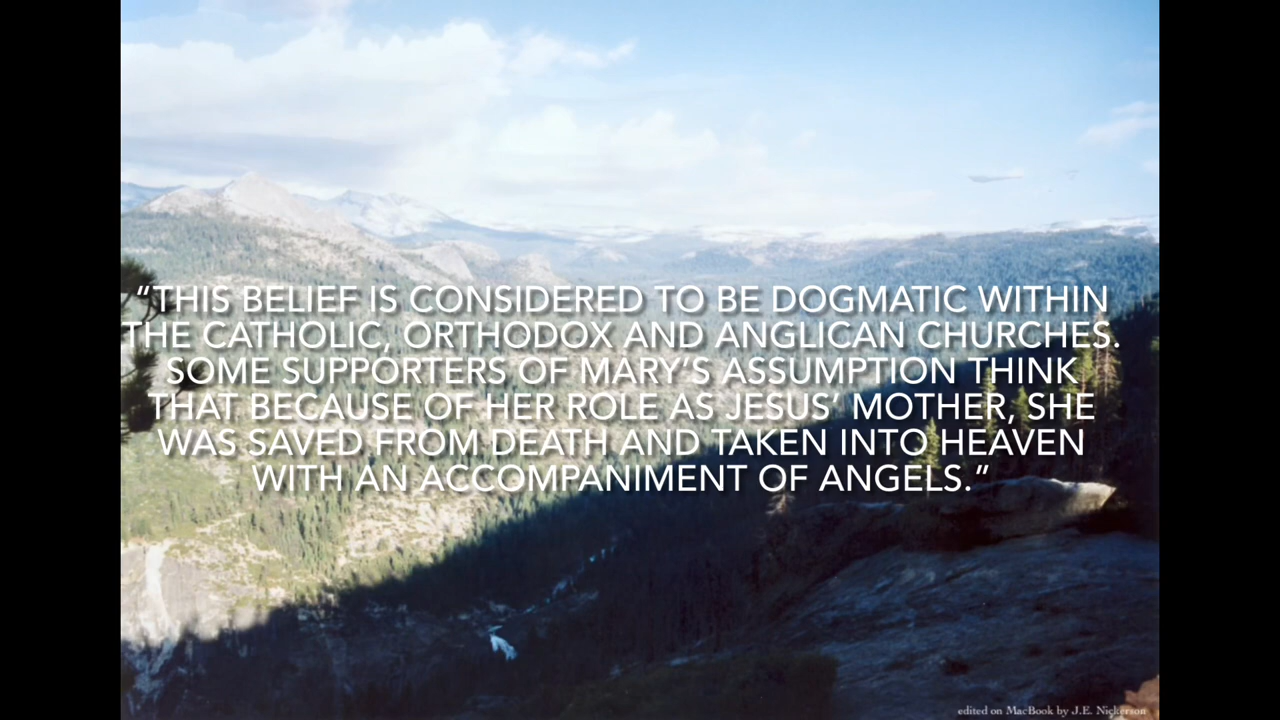 “THIS BELIEF IS CONSIDERED TO BE DOGMATIC WITHIN
THE CATHOLIC, ORTHODOX AND ANGLICAN CHURCHES.
SOME SUPPORTERS OF MARY’S ASSUMPTION THINK
THAT BECAUSE OF HER ROLE AS JESUS’ MOTHER, SHE
WAS SAVED FROM DEATH AND TAKEN INTO HEAVEN
WITH AN ACCOMPANIMENT OF ANGELS.”
edited on MacBook by J.E. Nickerson